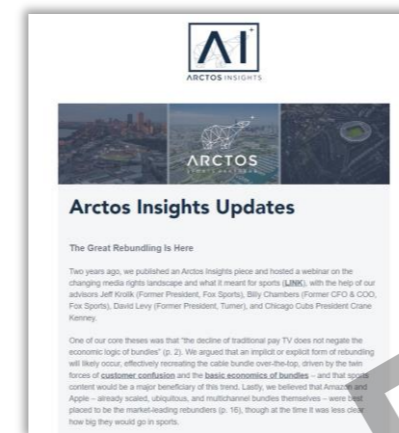 AI
ARCTOS INSIGHTS
ARCTOS
Arctos Insights Updates
The Great Rebundling Is Here
Two years ago, we published an Arctos Insights piece and hosted a webinar on the
changing media rights landscape and what it meant for sports (LINK), with the help of our
advisors Jeff Krolik (Former President, Fox Sports), Billy Chambers (Former CFO & COO,
Fox Sports), David Levy (Former President, Turner), and Chicago Cubs President Crane
Kenney.
One of our core theses was that “the decline of traditional pay TV does not negate the
economic logic of bundles” (p. 2). We argued that an implicit or explicit form of rebundling
will likely occur, effectively recreating the cable bundle over-the-top, driven by the twin
forces of customer confusion and the basic economics of bundles – and that sports
content would be a major beneficiary of this trend. Lastly, we believed that Amazon and
Apple – already scaled, ubiquitous, and multichannel bundles themselves – were best
placed to be the market-leading rebundlers (p. 16), though at the time it was less clear
how big they would go in sports.